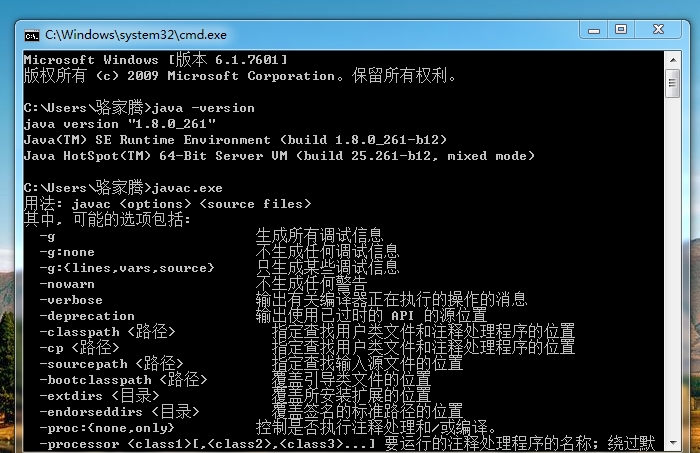 C:\Windows\system32\cmd.exe
Microsoft Windows [版本 6.1.7601]
版权所有 (c) 2009 Microsoft Corporation。保留所有权利。
C:\Users\骆家腾>java -version
java version "1.8.0_261"
Java(TM) SE Runtime Environment (build 1.8.0_261-b12)
Java HotSpot(TM) 64-Bit Server VM (build 25.261-b12, mixed mode)
C:\Users\骆家腾>javac.exe
用法: javac <options> <source files>
其中, 可能的选项包括:
-g 生成所有调试信息
-g:none 不生成任何调试信息
-g:{lines,vars,source} 只生成某些调试信息
-nowarn 不生成任何警告
-verbose 输出有关编译器正在执行的操作的消息
-deprecation 输出使用已过时的 API 的源位置
-classpath <路径> 指定查找用户类文件和注释处理程序的位置
-cp <路径> 指定查找用户类文件和注释处理程序的位置
-sourcepath <路径> 指定查找输入源文件的位置
-bootclasspath <路径> 覆盖引导类文件的位置
-extdirs <目录> 覆盖所安装扩展的位置
-endorseddirs <目录> 覆盖签名的标准路径的位置
-proc:{none,only} 控制是否执行注释处理和/或编译。
-processor <class1>[,<class2>,<class3>...] 要运行的注释处理程序的名称; 绕过默